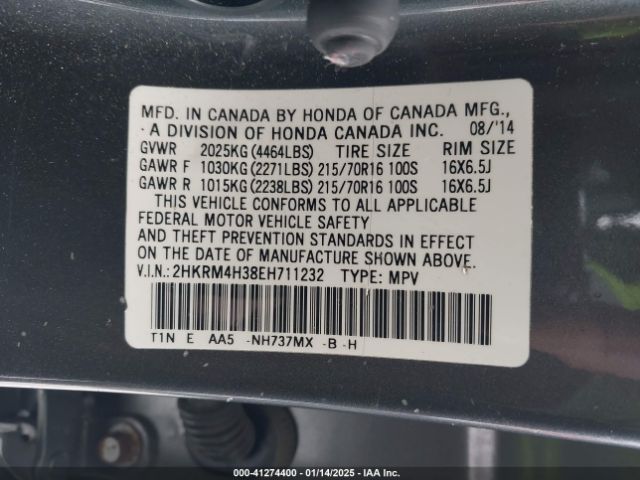 MFD. IN CANADA BY HONDA OF CANADA MFG.,
A DIVISION OF HONDA CANADA INC. 08/'14
GVWR 2025KG(4464LBS) TIRE SIZE RIM SIZE
GAWR F 1030KG(2271LBS) 215/70R16 100S 16X6.5J
GAWR R 1015KG(2238LBS) 215/70R16 100S 16X6.5J
THIS VEHICLE CONFORMS TO ALL APPLICABLE
FEDERAL MOTOR VEHICLE SAFETY
AND THEFT PREVENTION STANDARDS IN EFFECT
ON THE DATE OF MANUFACTURE SHOWN ABOVE.
V.I.N.: 2HKRM4H38EH711232 TYPE: MPV
T1N E AA5 -NH737MX -B -H
000-41274400 - 01/14/2025 - IAA Inc.